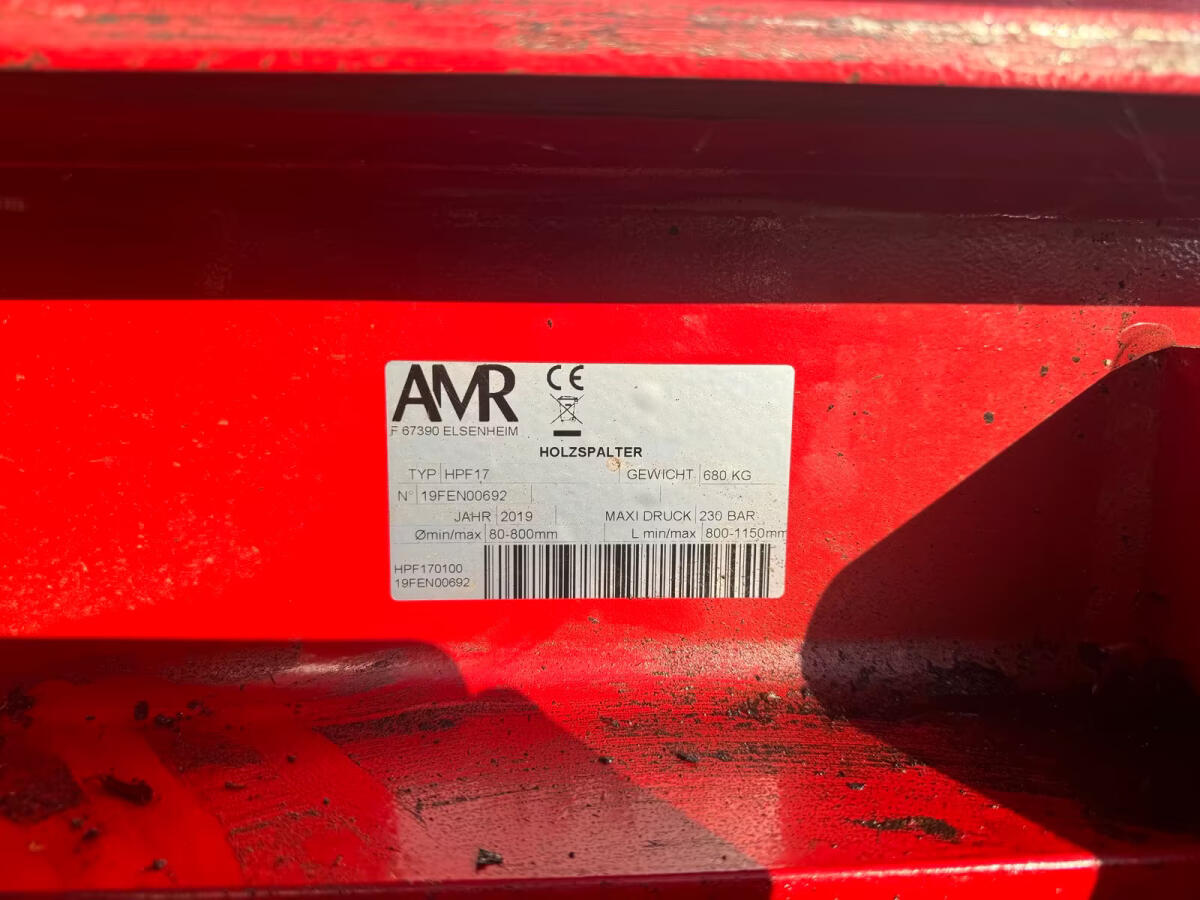 AMR CE
F 67390 ELSENHEIM
HOLZSPALTER
TYP HPF17 GEWICHT 680 KG
N° 19FEN00692
JAHR 2019 MAXI DRUCK 230 BAR
Ømin/max 80-800mm L min/max 800-1150mm
HPF170100
19FEN00692